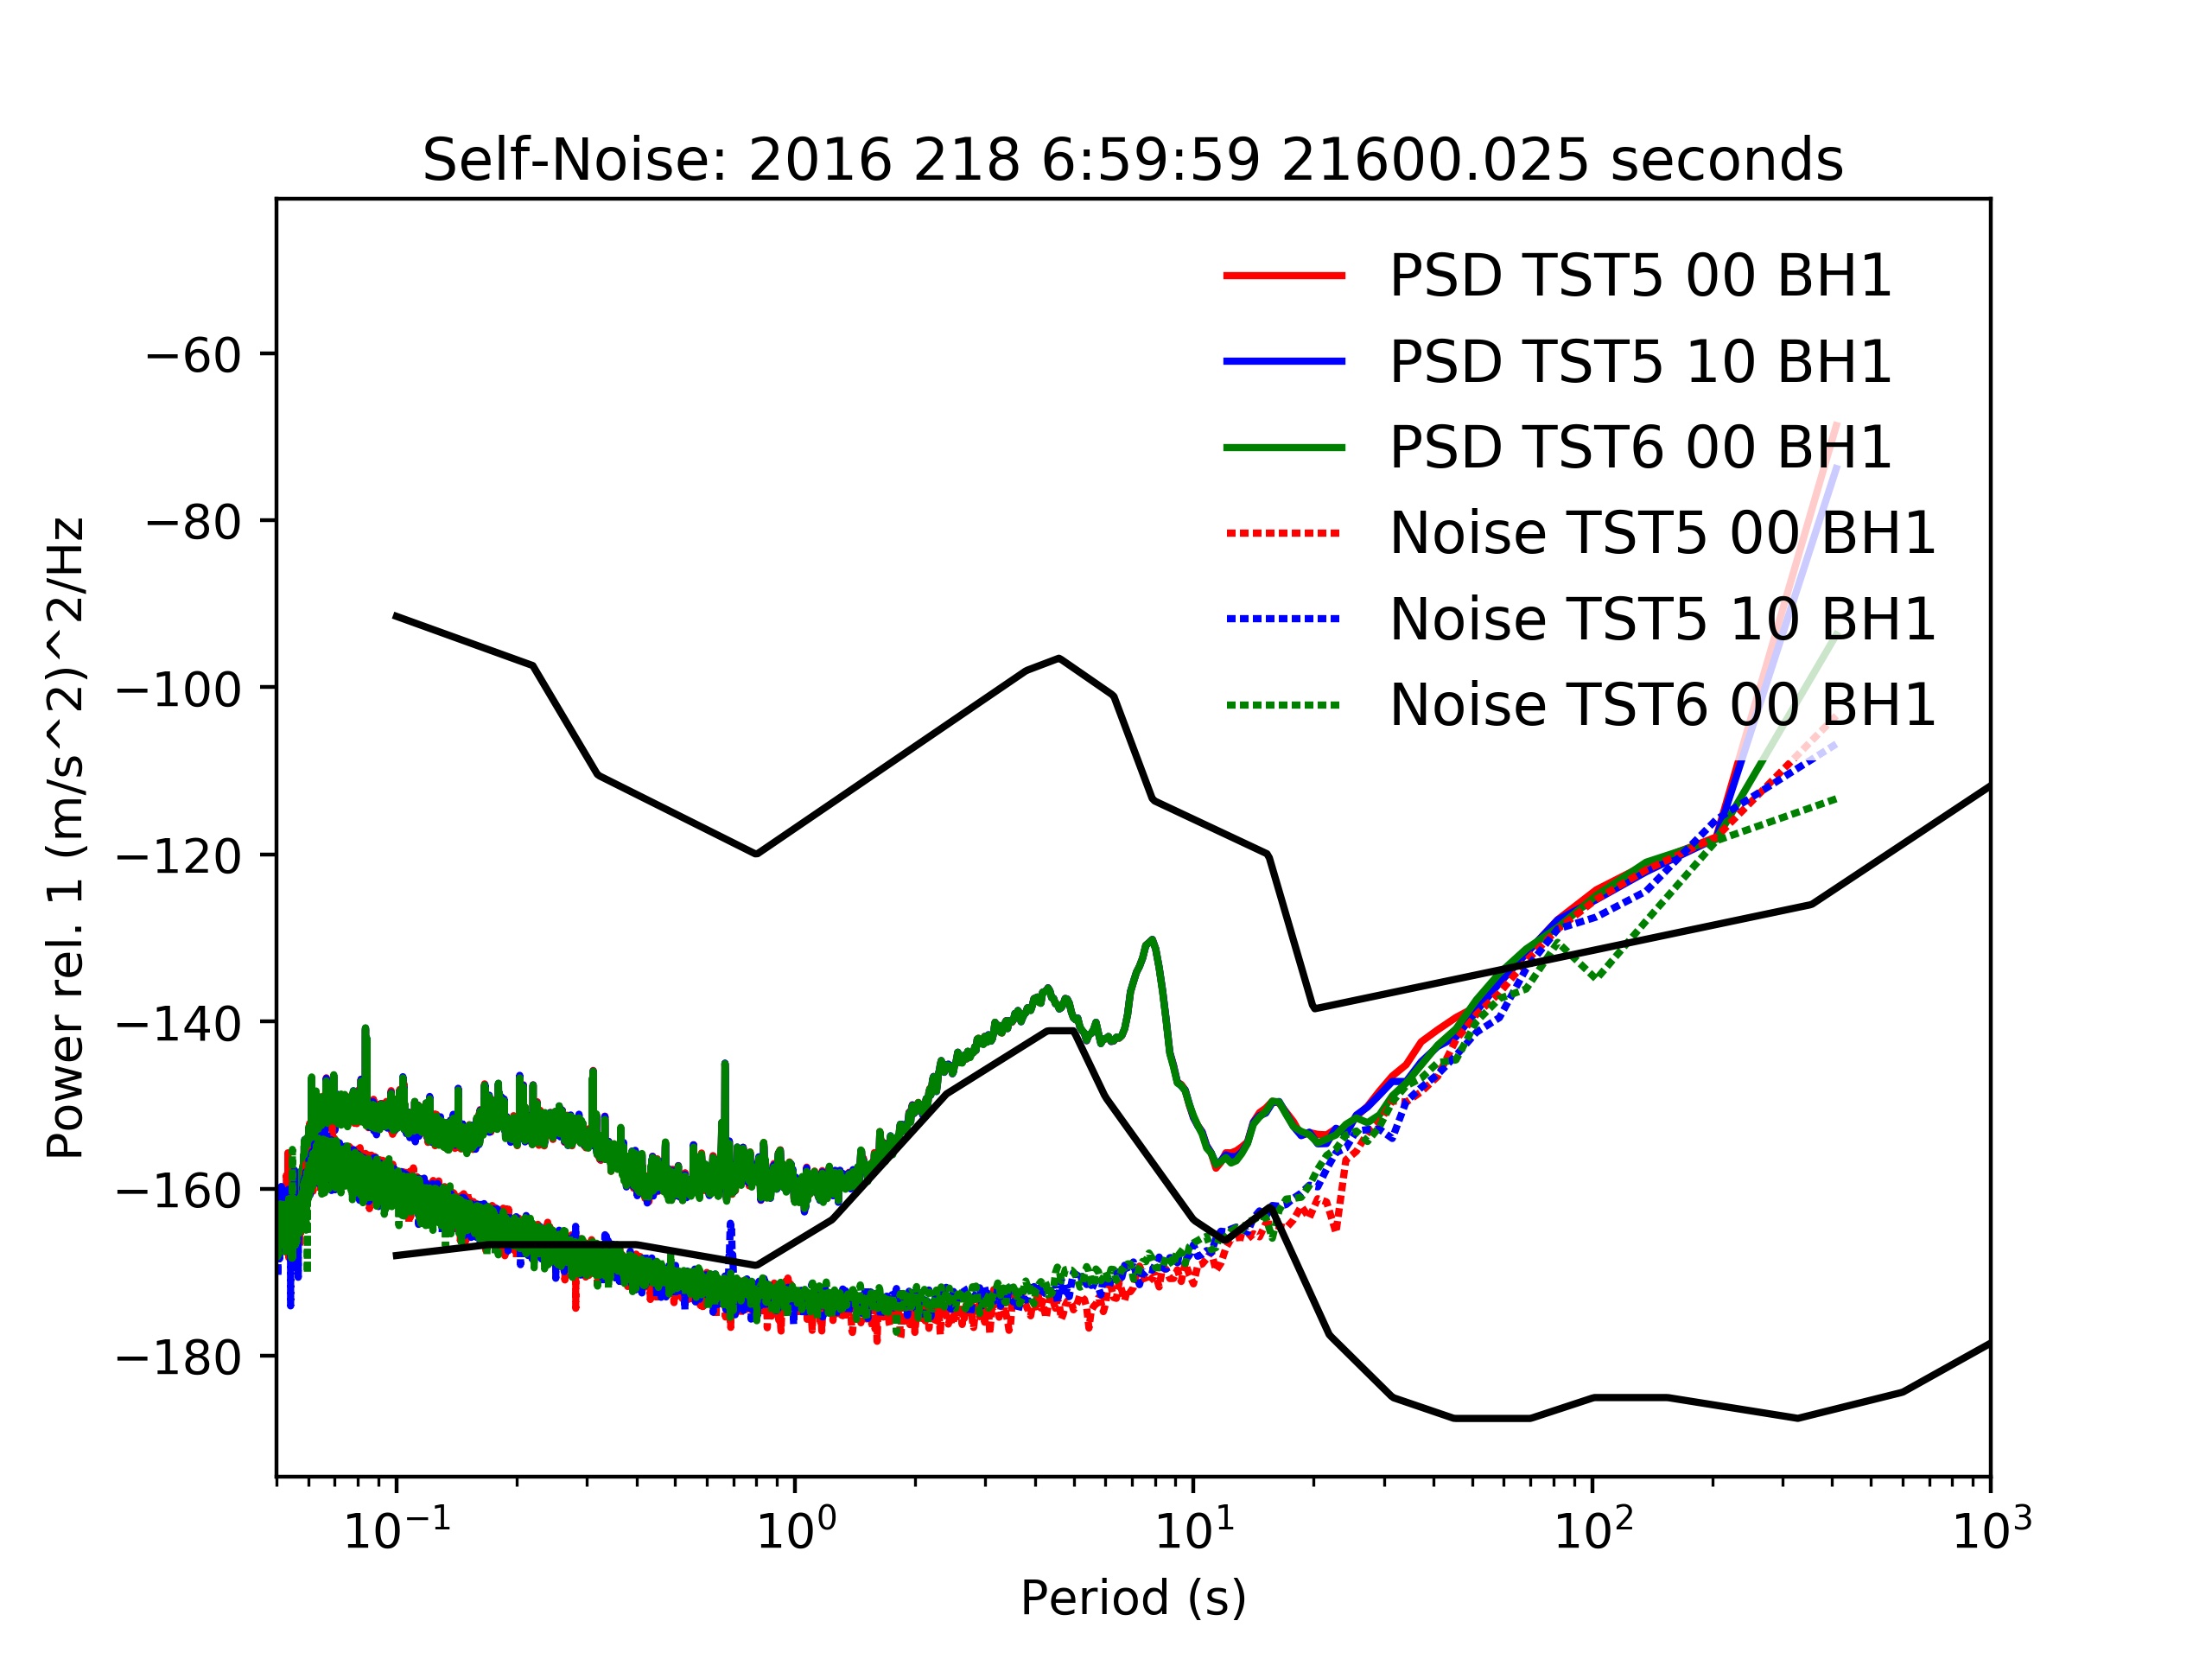 Self-Noise: 2016 218 6:59:59 21600.025 seconds
PSD TST5 00 BH1
PSD TST5 10 BH1
PSD TST6 00 BH1
Noise TST5 00 BH1
Noise TST5 10 BH1
Noise TST6 00 BH1
Power rel. 1 (m/s^2)^2/Hz
−60
−80
−100
−120
−140
−160
−180
10⁻¹ 10⁰ 10¹ 10² 10³
Period (s)